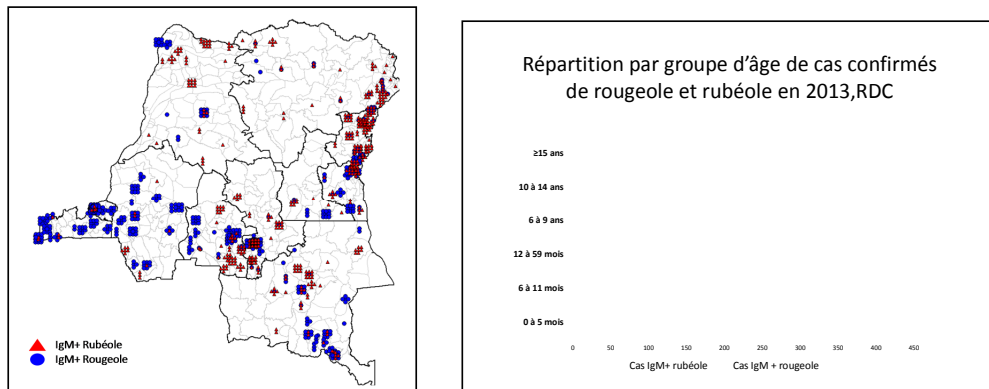 IgM+ Rubéole
IgM+ Rougeole
Répartition par groupe d'âge de cas confirmés
de rougeole et rubéole en 2013,RDC
≥15 ans
10 à 14 ans
6 à 9 ans
12 à 59 mois
6 à 11 mois
0 à 5 mois
0 50 100 150 200 250 300 350 400 450
Cas IgM+ rubéole Cas IgM + rougeole